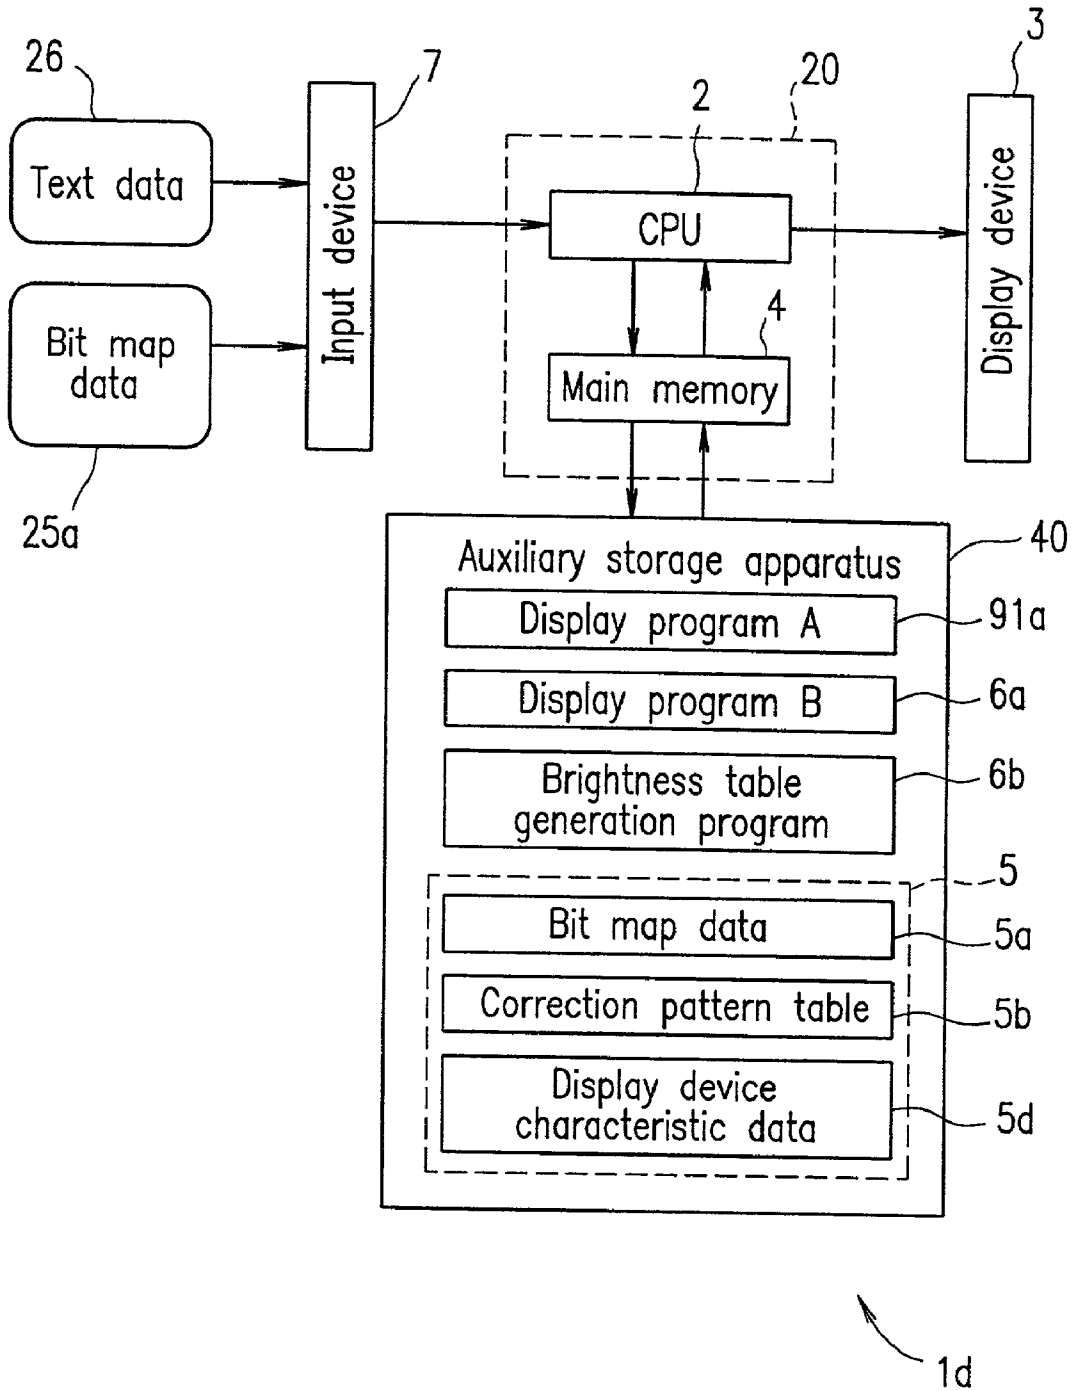 26
7
20
2
3
Text data
Input device
CPU
Display device
4
Bit map
data
Main memory
25a
40
Auxiliary storage apparatus
Display program A
91a
Display program B
6a
Brightness table
generation program
6b
5
Bit map data
5a
Correction pattern table
5b
Display device
characteristic data
5d
1d